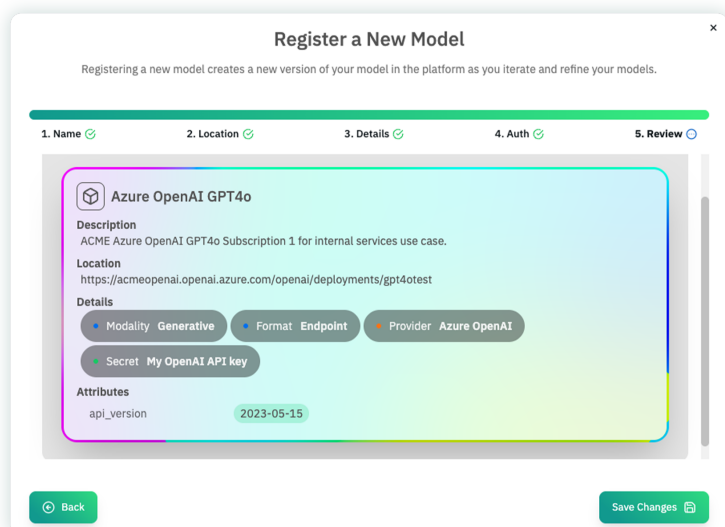 ×
Register a New Model
Registering a new model creates a new version of your model in the platform as you iterate and refine your models.
1. Name 2. Location 3. Details 4. Auth 5. Review
Azure OpenAI GPT4o
Description
ACME Azure OpenAI GPT4o Subscription 1 for internal services use case.
Location
https://acmeopenai.openai.azure.com/openai/deployments/gpt4otest
Details
Modality Generative Format Endpoint Provider Azure OpenAI
Secret My OpenAI API key
Attributes
api_version 2023-05-15
Back Save Changes